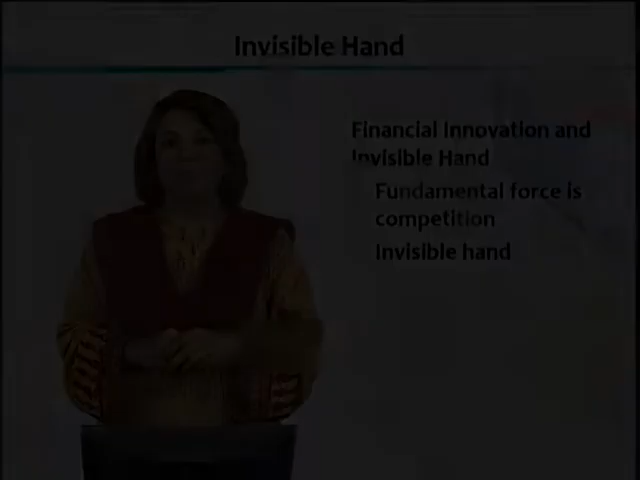 Invisible Hand
Financial Innovation and
Invisible Hand
Fundamental force is
competition
Invisible hand